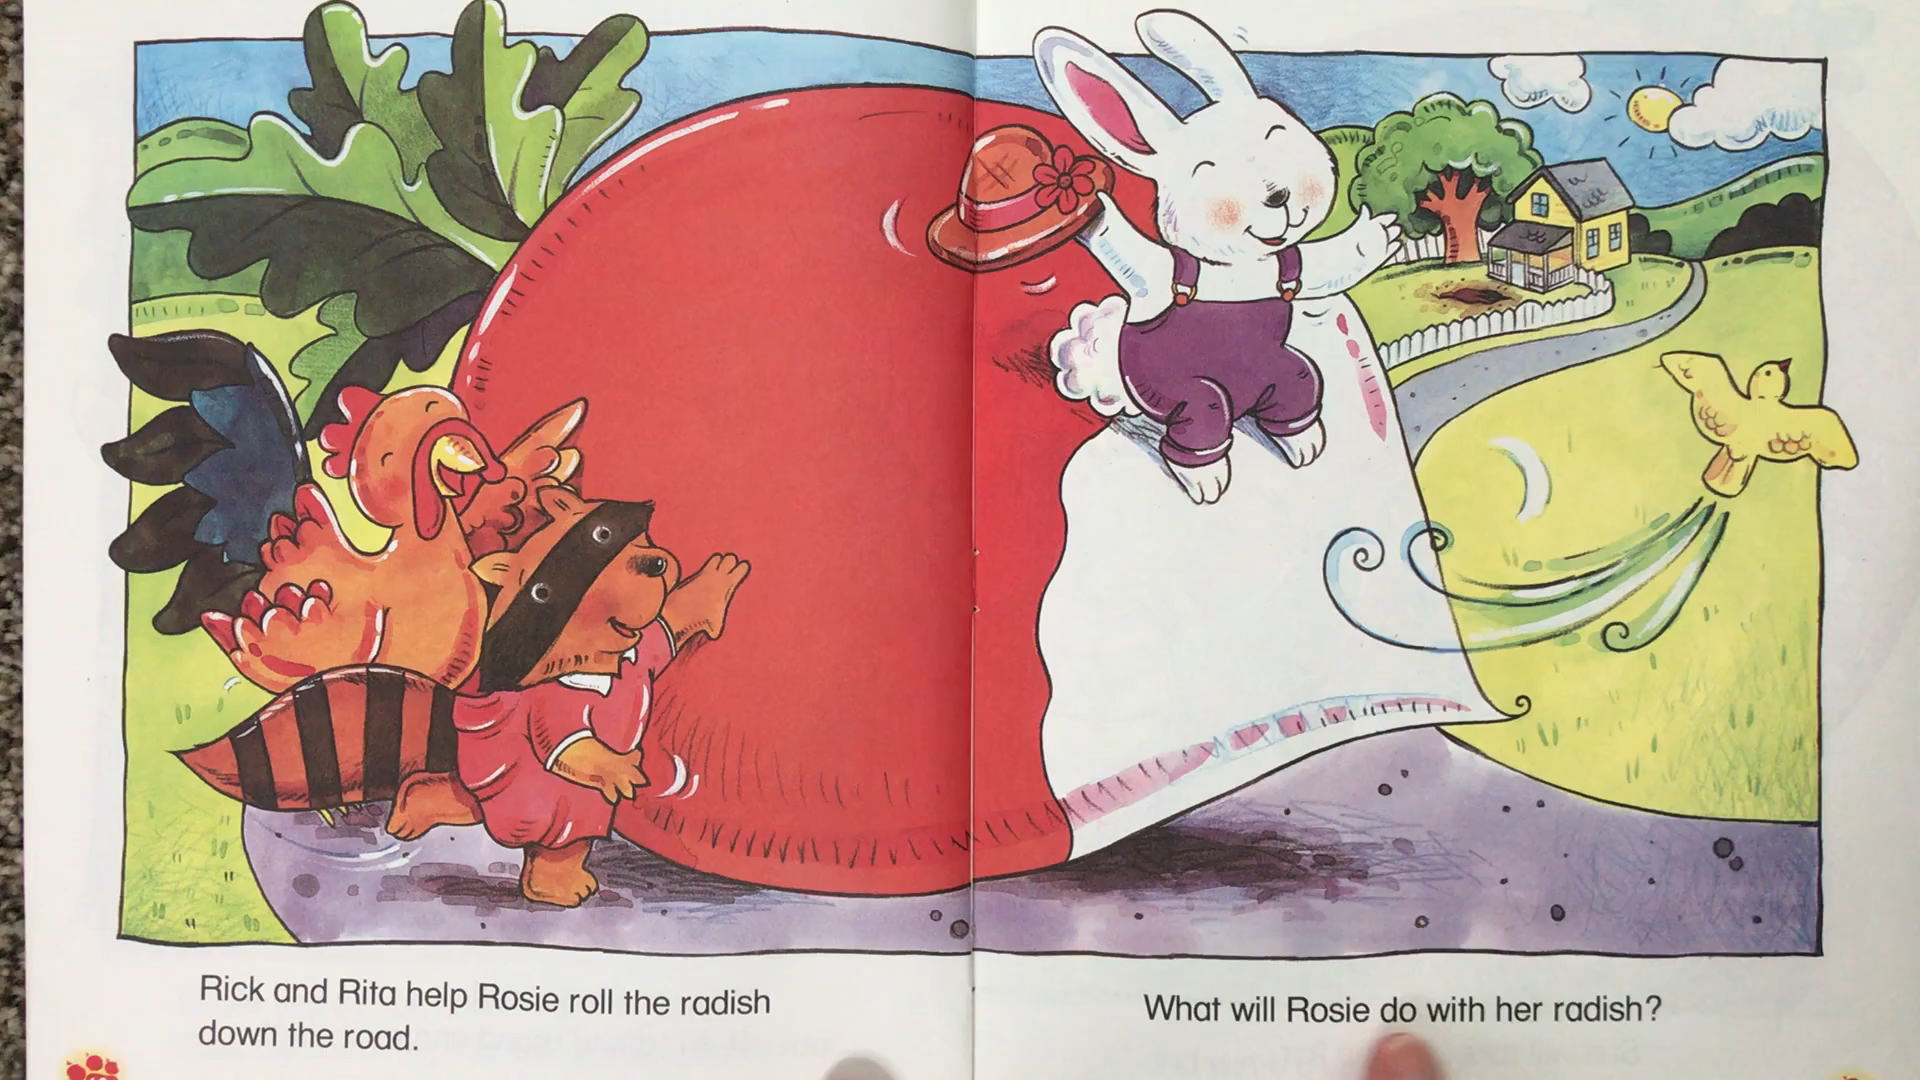 Rick and Rita help Rosie roll the radish
down the road.
What will Rosie do with her radish?